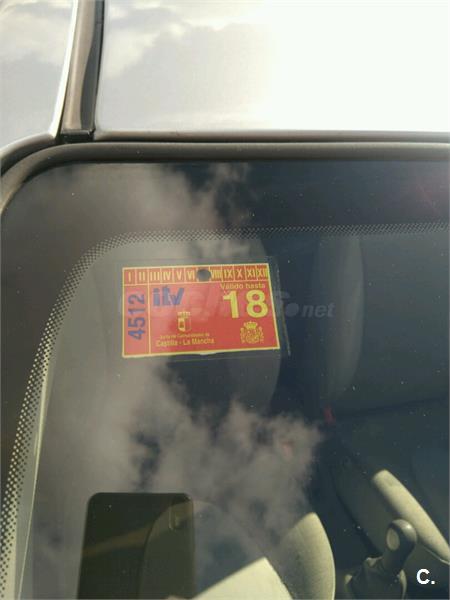 I II III IV V VI VIII IX X XI XII
4512
itv
Válido hasta
18
Junta de Comunidades de
Castilla - La Mancha
.net
C.